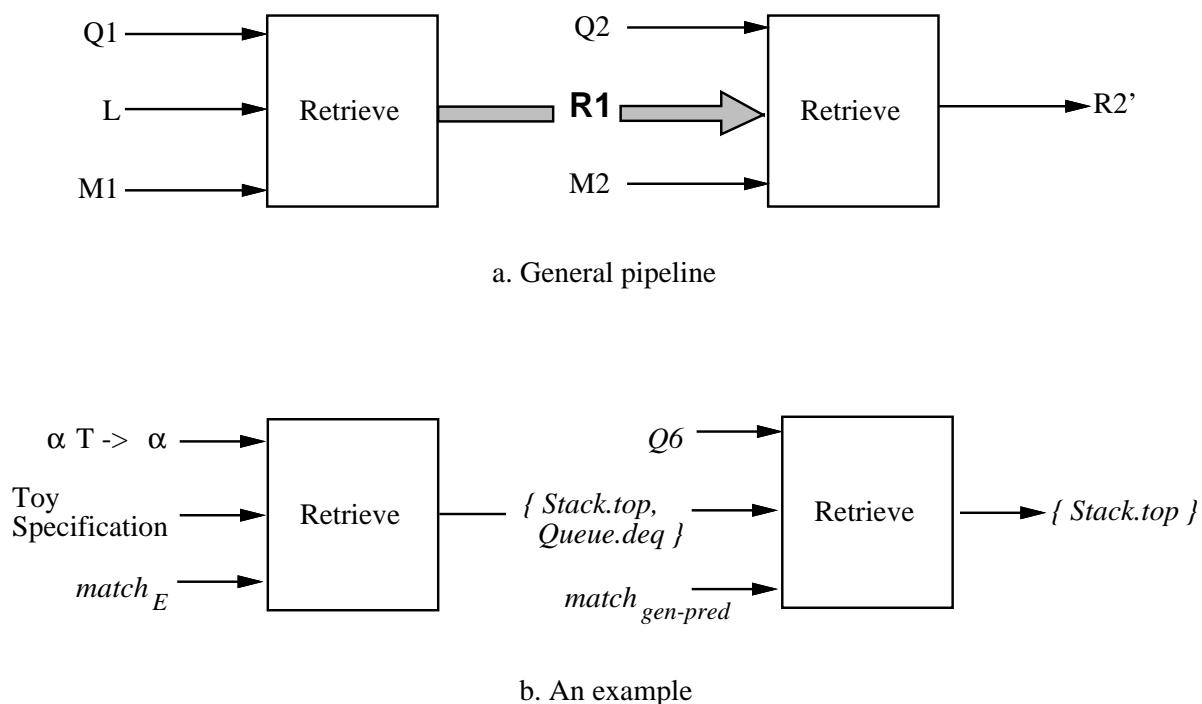 Q1
Q2
L
Retrieve
R1
Retrieve
R2’
M1
M2
a. General pipeline
α T -> α
Q6
Toy
Specification
Retrieve
{ Stack.top,
Queue.deq }
Retrieve
{ Stack.top }
match E
match gen-pred
b. An example